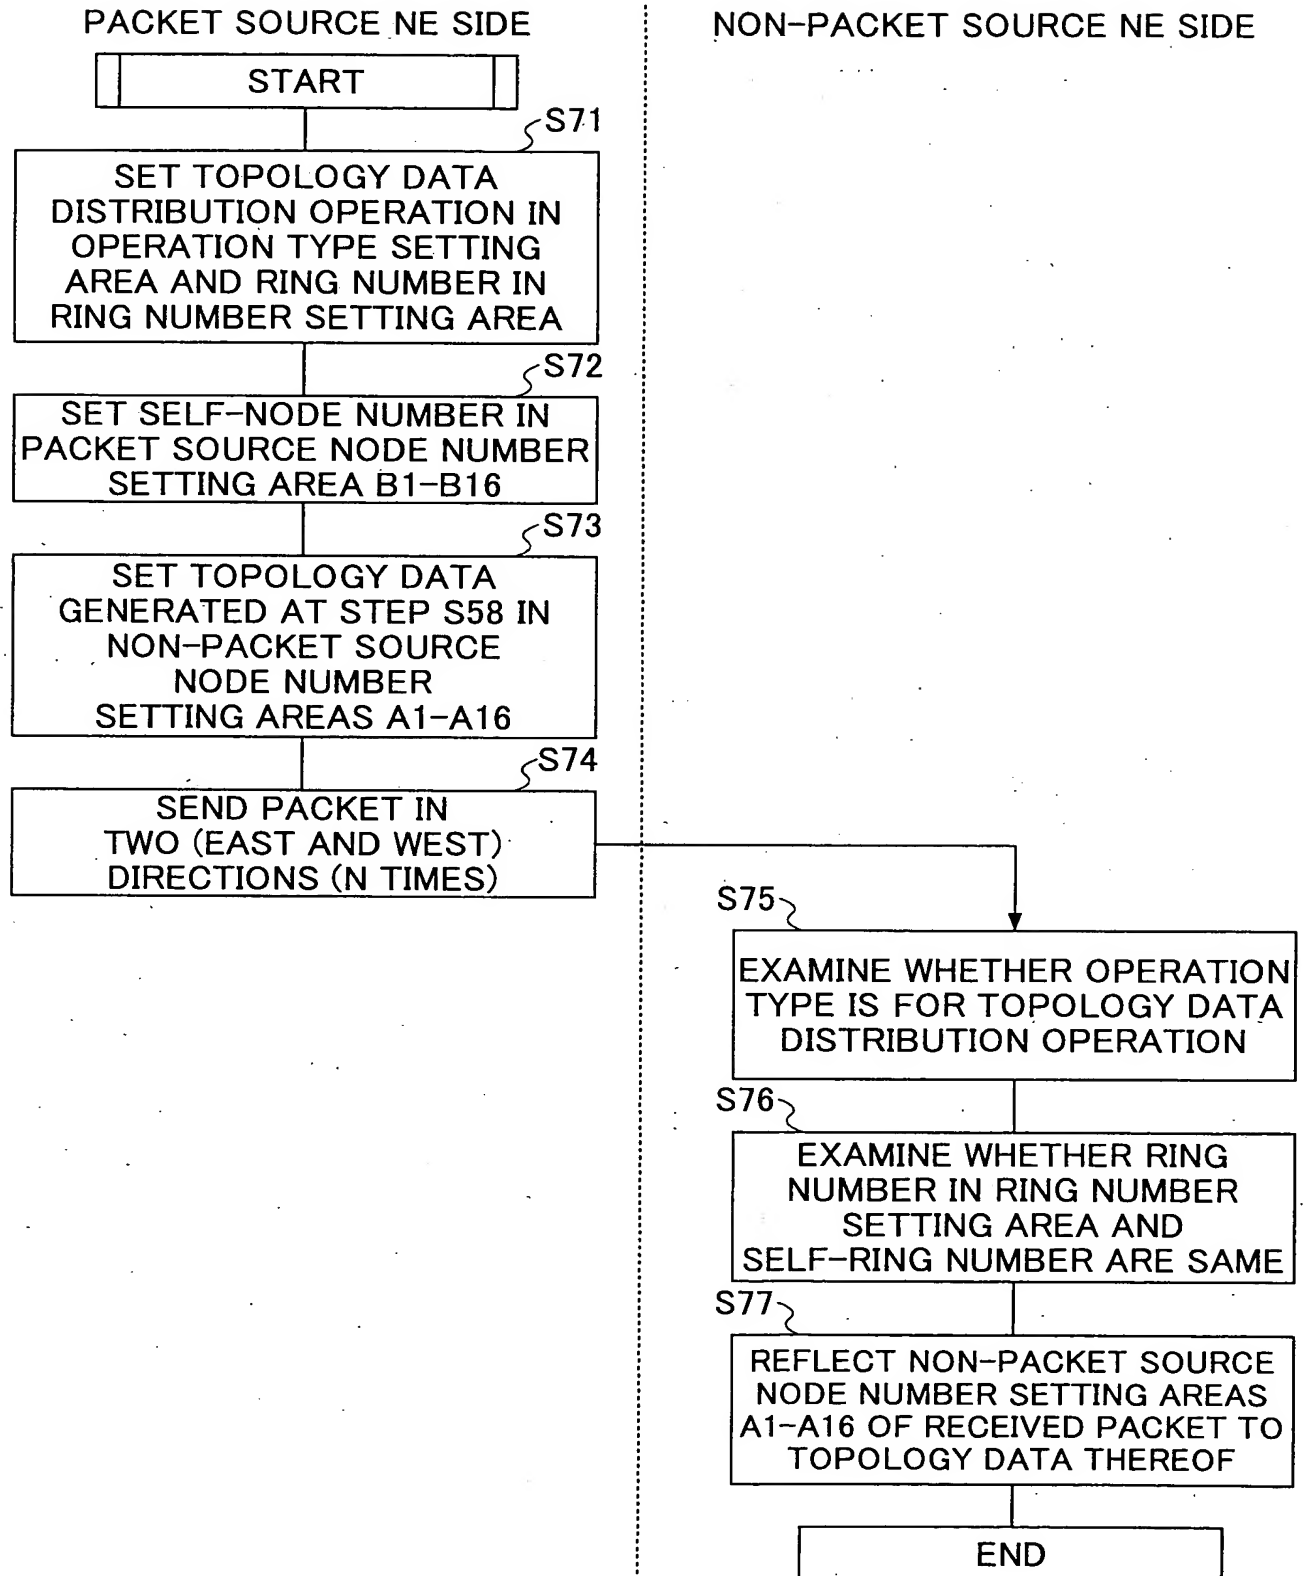 PACKET SOURCE NE SIDE
NON-PACKET SOURCE NE SIDE
START
S71
SET TOPOLOGY DATA
DISTRIBUTION OPERATION IN
OPERATION TYPE SETTING
AREA AND RING NUMBER IN
RING NUMBER SETTING AREA
S72
SET SELF-NODE NUMBER IN
PACKET SOURCE NODE NUMBER
SETTING AREA B1-B16
S73
SET TOPOLOGY DATA
GENERATED AT STEP S58 IN
NON-PACKET SOURCE
NODE NUMBER
SETTING AREAS A1-A16
S74
SEND PACKET IN
TWO (EAST AND WEST)
DIRECTIONS (N TIMES)
S75
EXAMINE WHETHER OPERATION
TYPE IS FOR TOPOLOGY DATA
DISTRIBUTION OPERATION
S76
EXAMINE WHETHER RING
NUMBER IN RING NUMBER
SETTING AREA AND
SELF-RING NUMBER ARE SAME
S77
REFLECT NON-PACKET SOURCE
NODE NUMBER SETTING AREAS
A1-A16 OF RECEIVED PACKET TO
TOPOLOGY DATA THEREOF
END